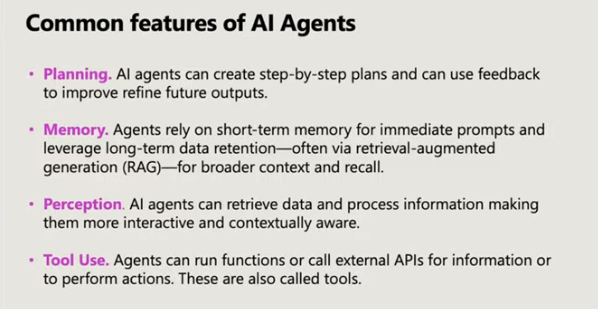 Common features of AI Agents
• Planning. AI agents can create step-by-step plans and can use feedback
to improve refine future outputs.
• Memory. Agents rely on short-term memory for immediate prompts and
leverage long-term data retention—often via retrieval-augmented
generation (RAG)—for broader context and recall.
• Perception. AI agents can retrieve data and process information making
them more interactive and contextually aware.
• Tool Use. Agents can run functions or call external APIs for information or
to perform actions. These are also called tools.